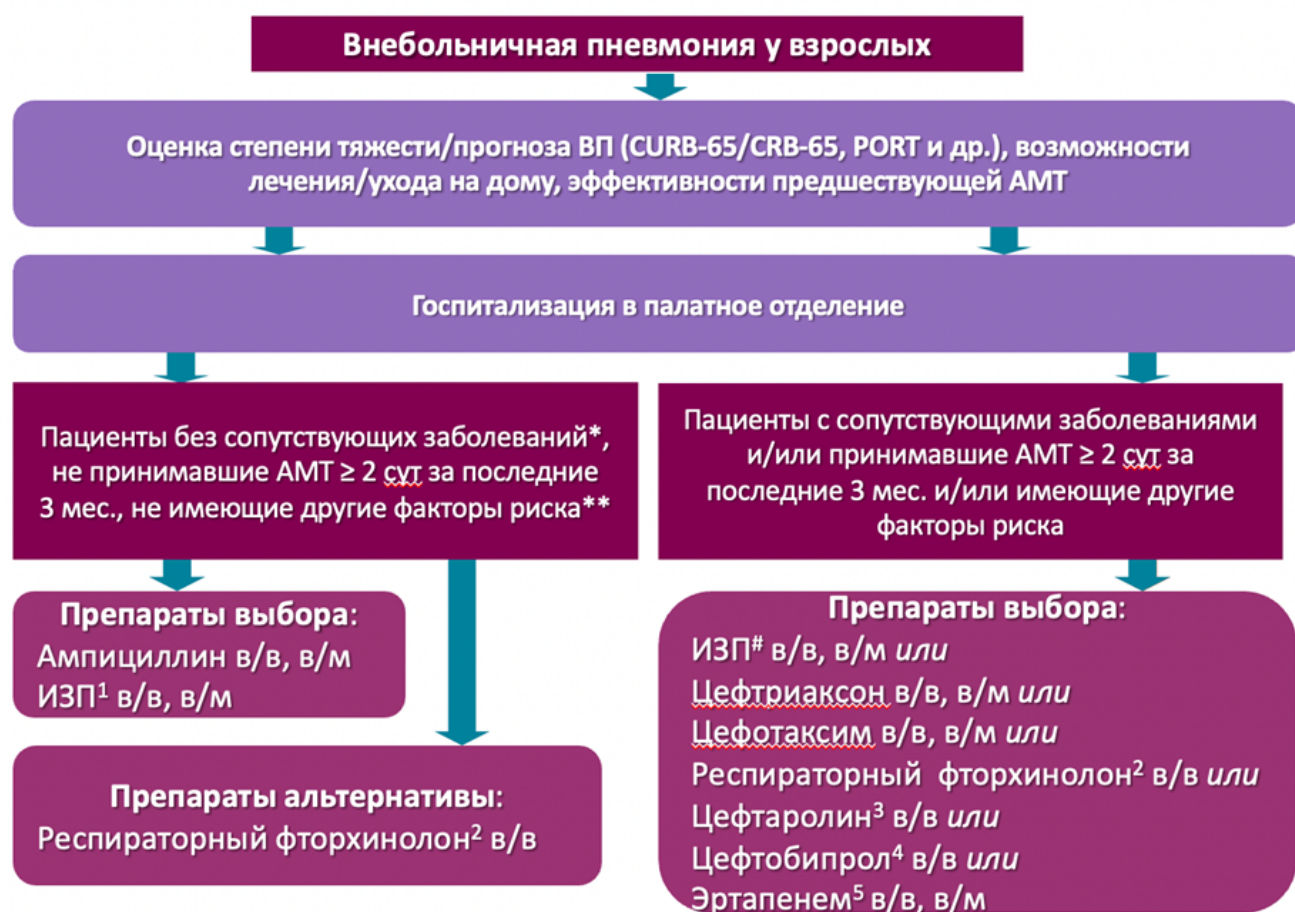 Внебольничная пневмония у взрослых
Оценка степени тяжести/прогноза ВП (CURB-65/CRB-65, PORT и др.), возможности
лечения/ухода на дому, эффективности предшествующей АМТ
Госпитализация в палатное отделение
Пациенты без сопутствующих заболеваний*,
не принимавшие АМТ ≥ 2 сут за последние
3 мес., не имеющие другие факторы риска**
Пациенты с сопутствующими заболеваниями
и/или принимавшие АМТ ≥ 2 сут за
последние 3 мес. и/или имеющие другие
факторы риска
Препараты выбора:
Ампициллин в/в, в/м
ИЗП¹ в/в, в/м
Препараты альтернативы:
Респираторный фторхинолон² в/в
Препараты выбора:
ИЗП# в/в, в/м или
Цефтриаксон в/в, в/м или
Цефотаксим в/в, в/м или
Респираторный фторхинолон² в/в или
Цефтаролин³ в/в или
Цефтобипрол⁴ в/в или
Эртапенем⁵ в/в, в/м